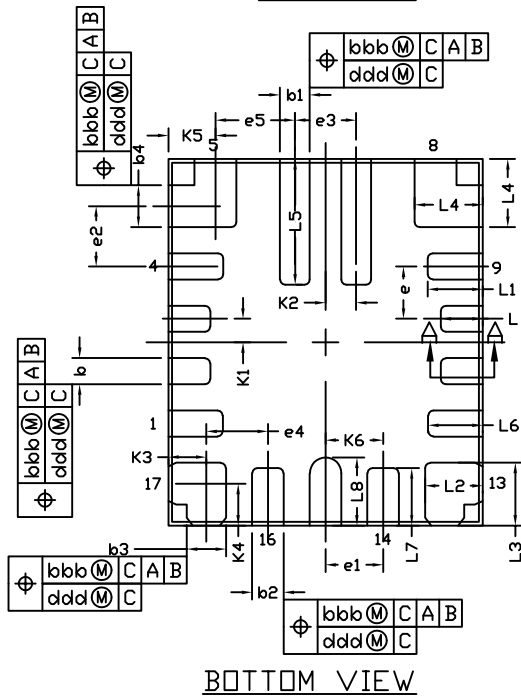 B
A
bbb Ⓜ C C
ddd Ⓜ
⌖
⌖ bbb Ⓜ C A B
ddd Ⓜ C
b1
e5
e3
K5
5
8
b4
L5
L4
L4
e2
4
9
K2
e
L1
L
A A
K1
B
A
bbb Ⓜ C C
ddd Ⓜ
⌖
b
1
e4
K6
L6
K3
17
L8
L2
13
K4
L7
L3
b3
16
14
e1
⌖ bbb Ⓜ C A B
ddd Ⓜ C
b2
⌖ bbb Ⓜ C A B
ddd Ⓜ C
BOTTOM VIEW